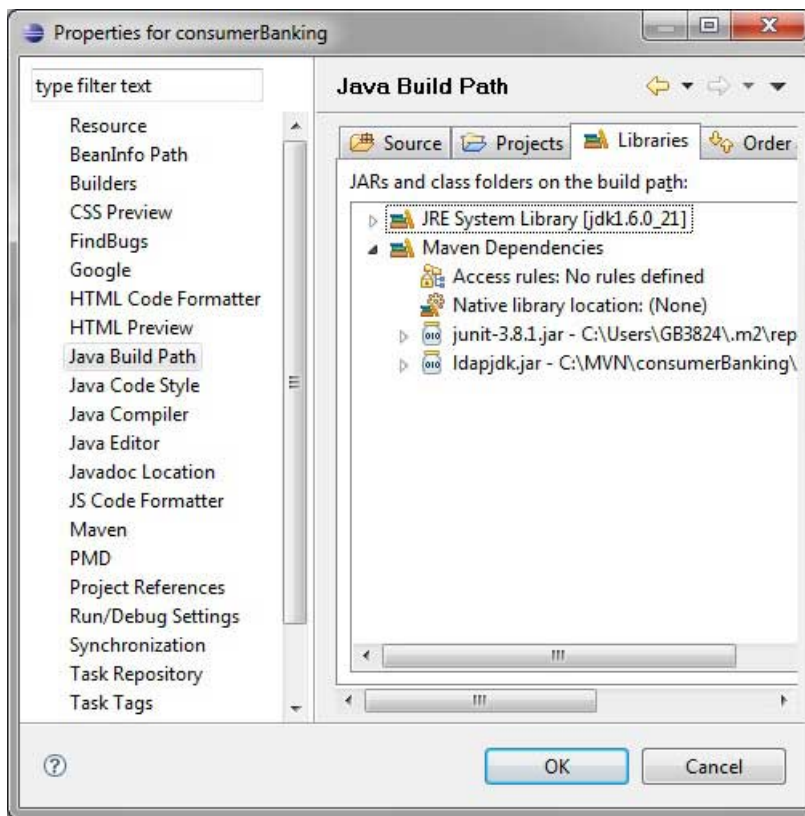 Properties for consumerBanking
type filter text
Resource
BeanInfo Path
Builders
CSS Preview
FindBugs
Google
HTML Code Formatter
HTML Preview
Java Build Path
Java Code Style
Java Compiler
Java Editor
Javadoc Location
JS Code Formatter
Maven
PMD
Project References
Run/Debug Settings
Synchronization
Task Repository
Task Tags
Java Build Path
Source Projects Libraries Order
JARs and class folders on the build path:
JRE System Library [jdk1.6.0_21]
Maven Dependencies
Access rules: No rules defined
Native library location: (None)
010 junit-3.8.1.jar - C:\Users\GB3824\.m2\rep
010 ldapjdk.jar - C:\MVN\consumerBanking\
? OK Cancel